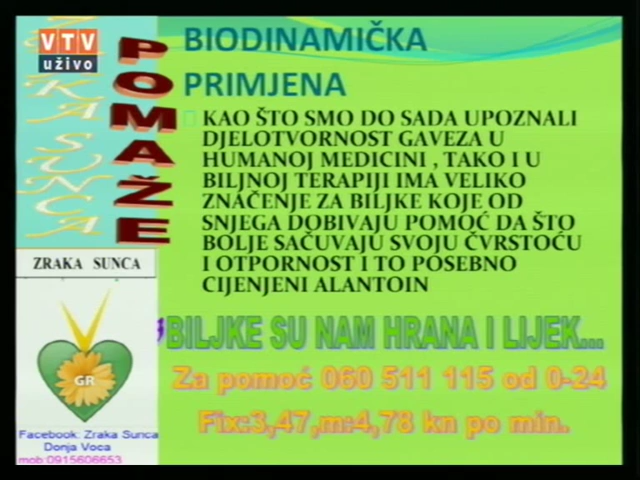 VTV
uživo
ZRAKA SUNCA
POMAŽE
BIODINAMIČKA
PRIMJENA
KAO ŠTO SMO DO SADA UPOZNALI
DJELOTVORNOST GAVEZA U
HUMANOJ MEDICINI , TAKO I U
BILJNOJ TERAPIJI IMA VELIKO
ZNAČENJE ZA BILJKE KOJE OD
SNJEGA DOBIVAJU POMOĆ DA ŠTO
BOLJE SAČUVAJU SVOJU ČVRSTOĆU
I OTPORNOST I TO POSEBNO
CIJENJENI ALANTOIN
ZRAKA SUNCA
GR
Facebook: Zraka Sunca
Donja Voca
mob:0915606653
BILJKE SU NAM HRANA I LIJEK...
Za pomoć 060 511 115 od 0-24
Fix:3,47,m:4,78 kn po min.